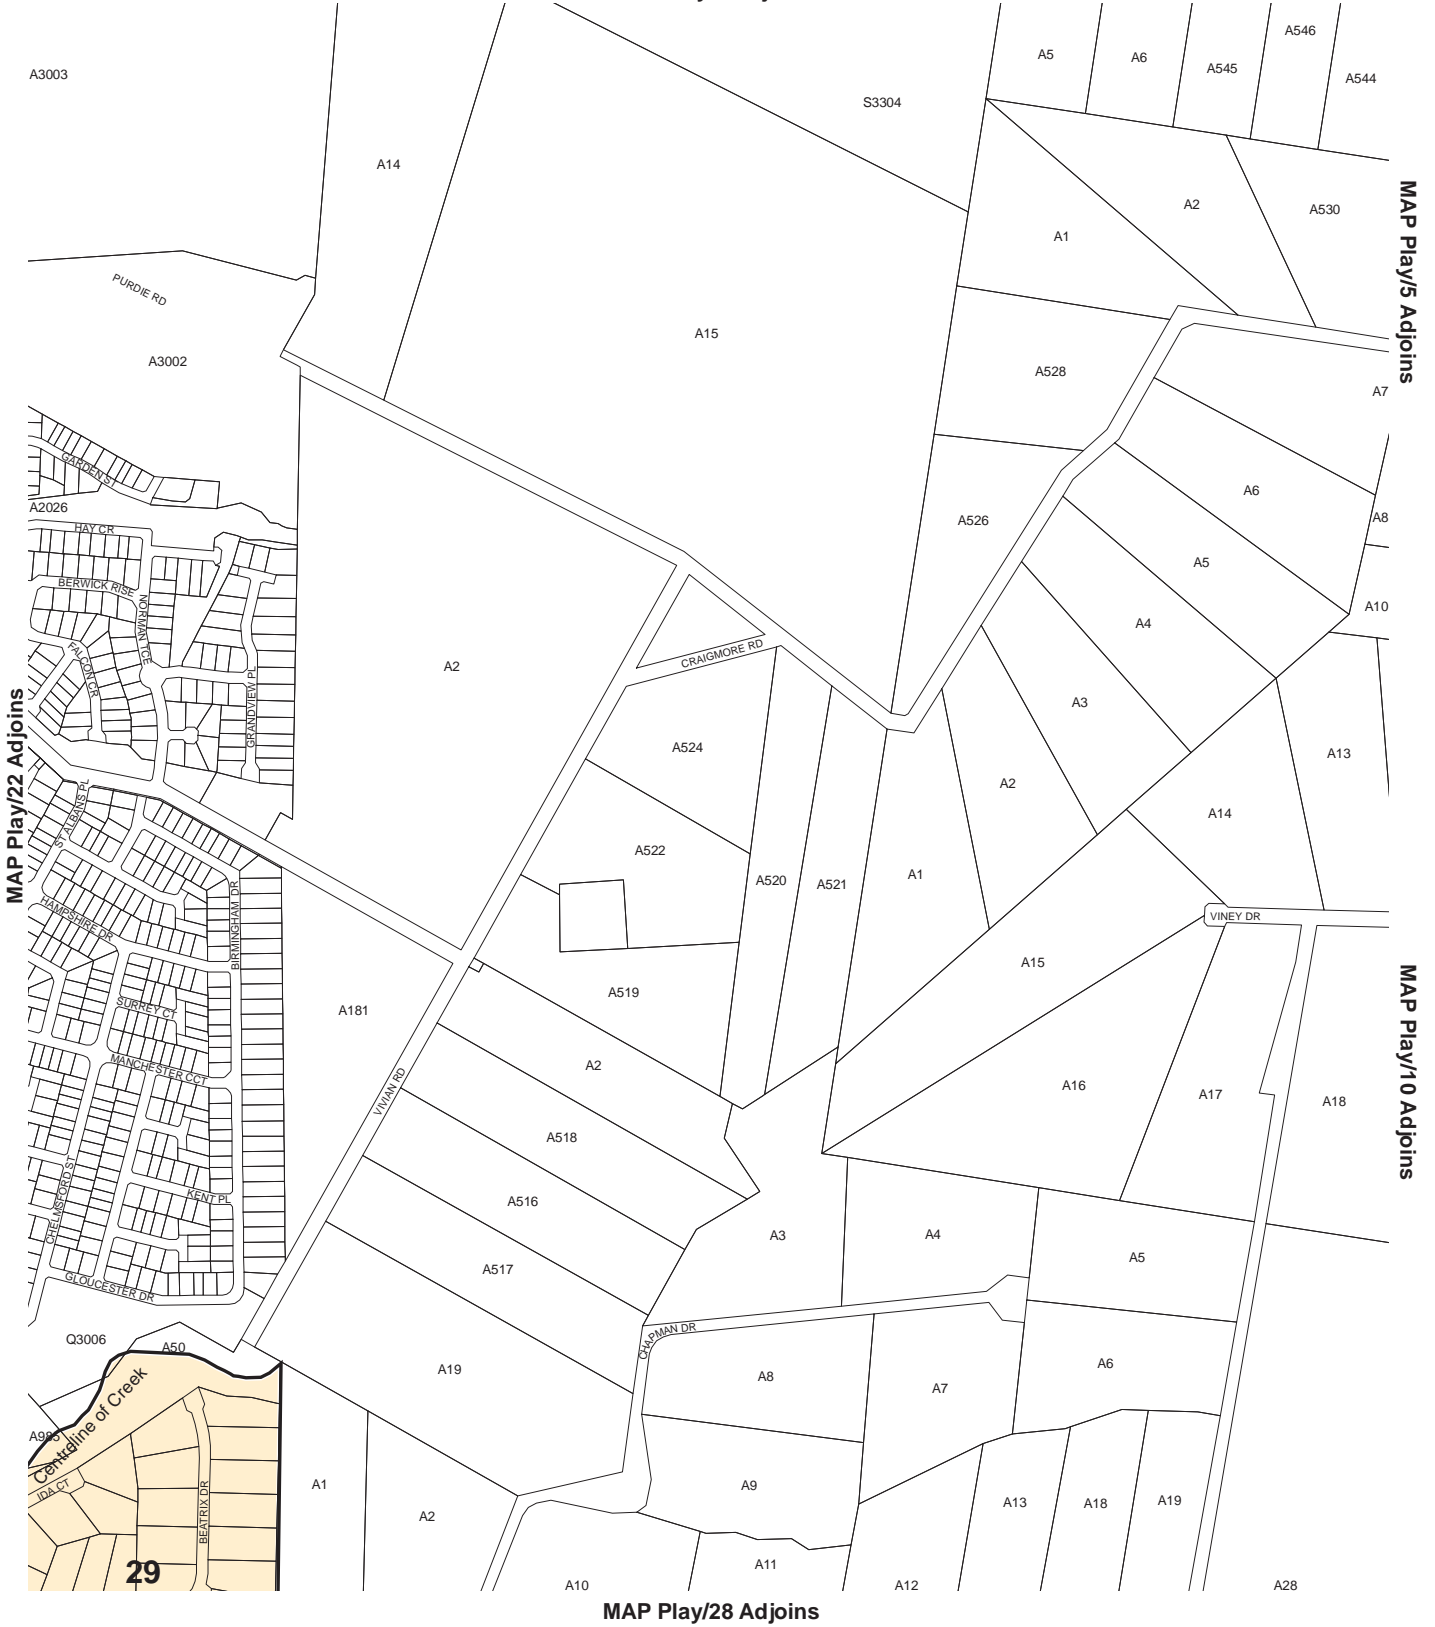 A546
A5
A6
A545
A544
A3003
S3304
A14
A2
A530
A1
MAP Play/5 Adjoins
PURDIE RD
A15
A3002
A528
A7
GARDEN ST
A6
A2026
A526
A8
HAY CR
A5
BERWICK RISE
NORMAN TCE
A10
A4
FALCON CR
CRAIGMORE RD
A2
GRANDVIEW PL
A3
MAP Play/22 Adjoins
A524
A13
A2
ST ALBANS PL
A14
A522
A520
A521
A1
HAMPSHIRE DR
BIRMINGHAM DR
VINEY DR
A15
A519
SURREY CT
A181
MANCHESTER CCT
A2
VIVIAN RD
A16
A17
A18
MAP Play/10 Adjoins
A518
CHELMSFORD ST
KENT PL
A516
A3
A4
A5
A517
GLOUCESTER DR
Q3006
A50
CHAPMAN DR
A19
A8
A7
A6
Centreline of Creek
A985
IDA CT
BEATRIX DR
A1
A2
A9
A13
A18
A19
29
A10
A11
A12
A28
MAP Play/28 Adjoins